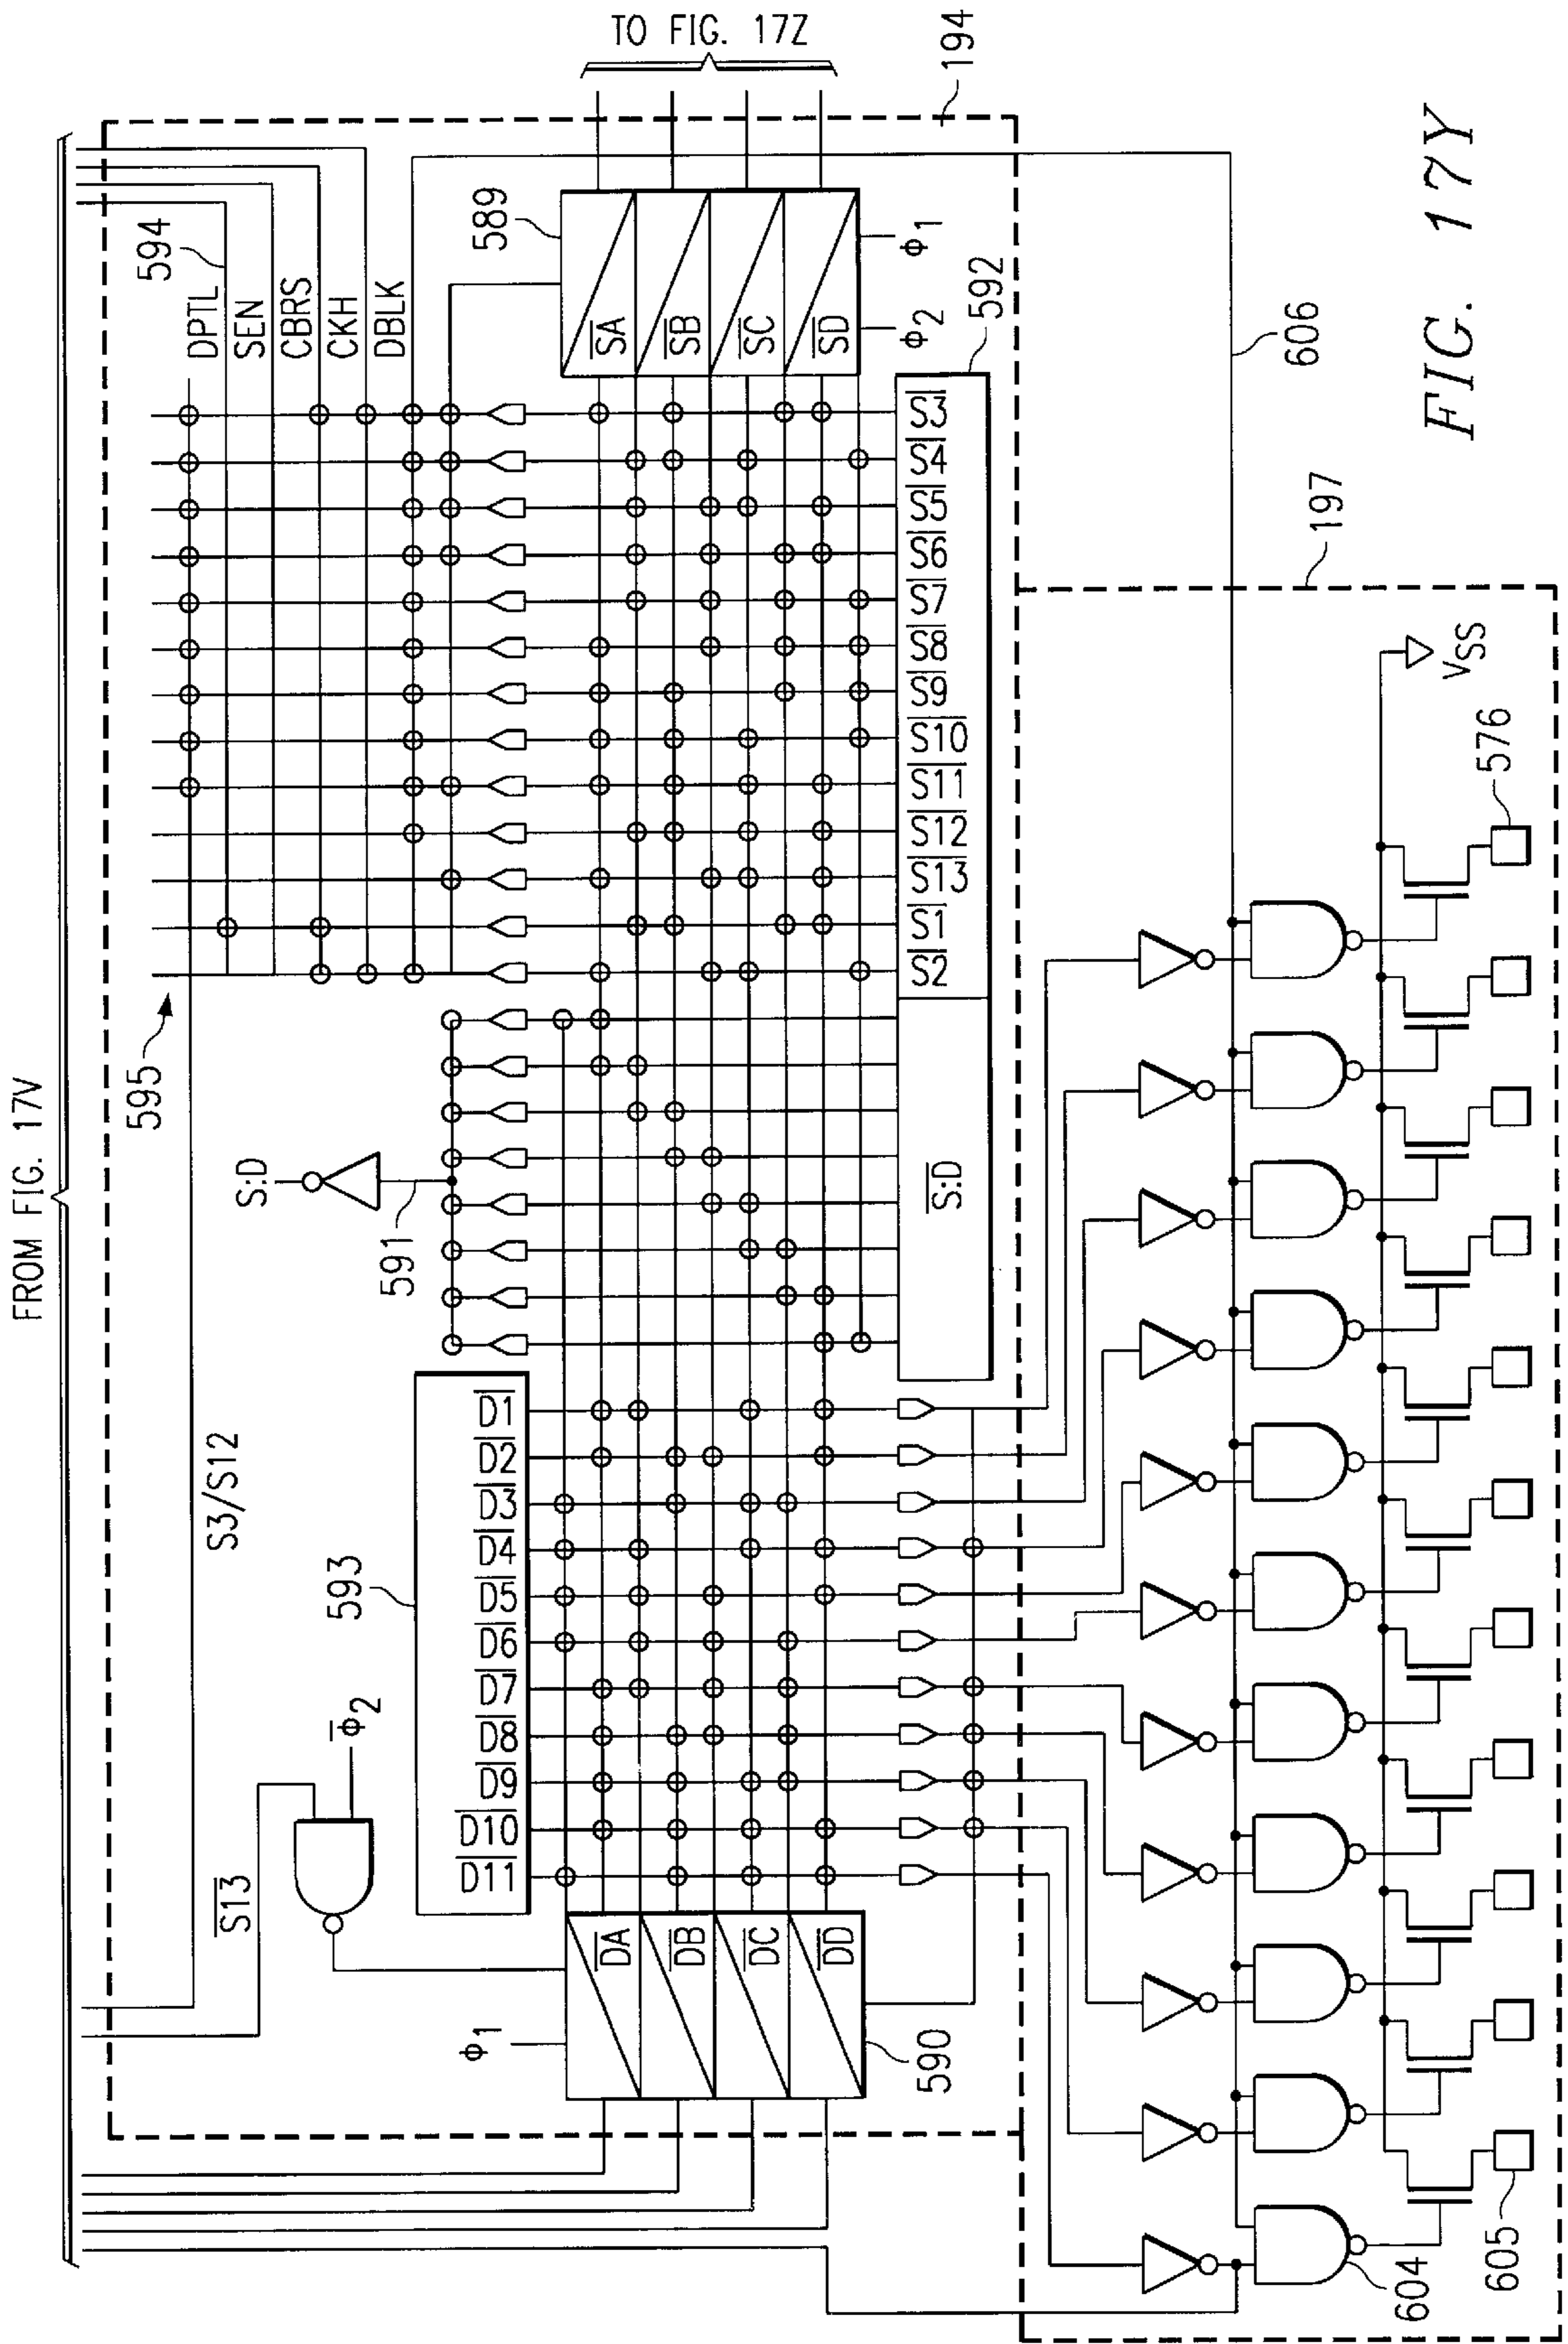 FROM FIG. 17V
TO FIG. 17Z
194
595
594
DPTL
SEN
CBRS
CKH
DBLK
S:D
591
S3/S12
593
S13
Φ2
Φ1
590
589
SA
SB
SC
SD
Φ2
Φ1
592
DA
DB
DC
DD
D11
D10
D9
D8
D7
D6
D5
D4
D3
D2
D1
S:D
S2
S1
S13
S12
S11
S10
S9
S8
S7
S6
S5
S4
S3
606
197
VSS
576
604
605
FIG. 17Y